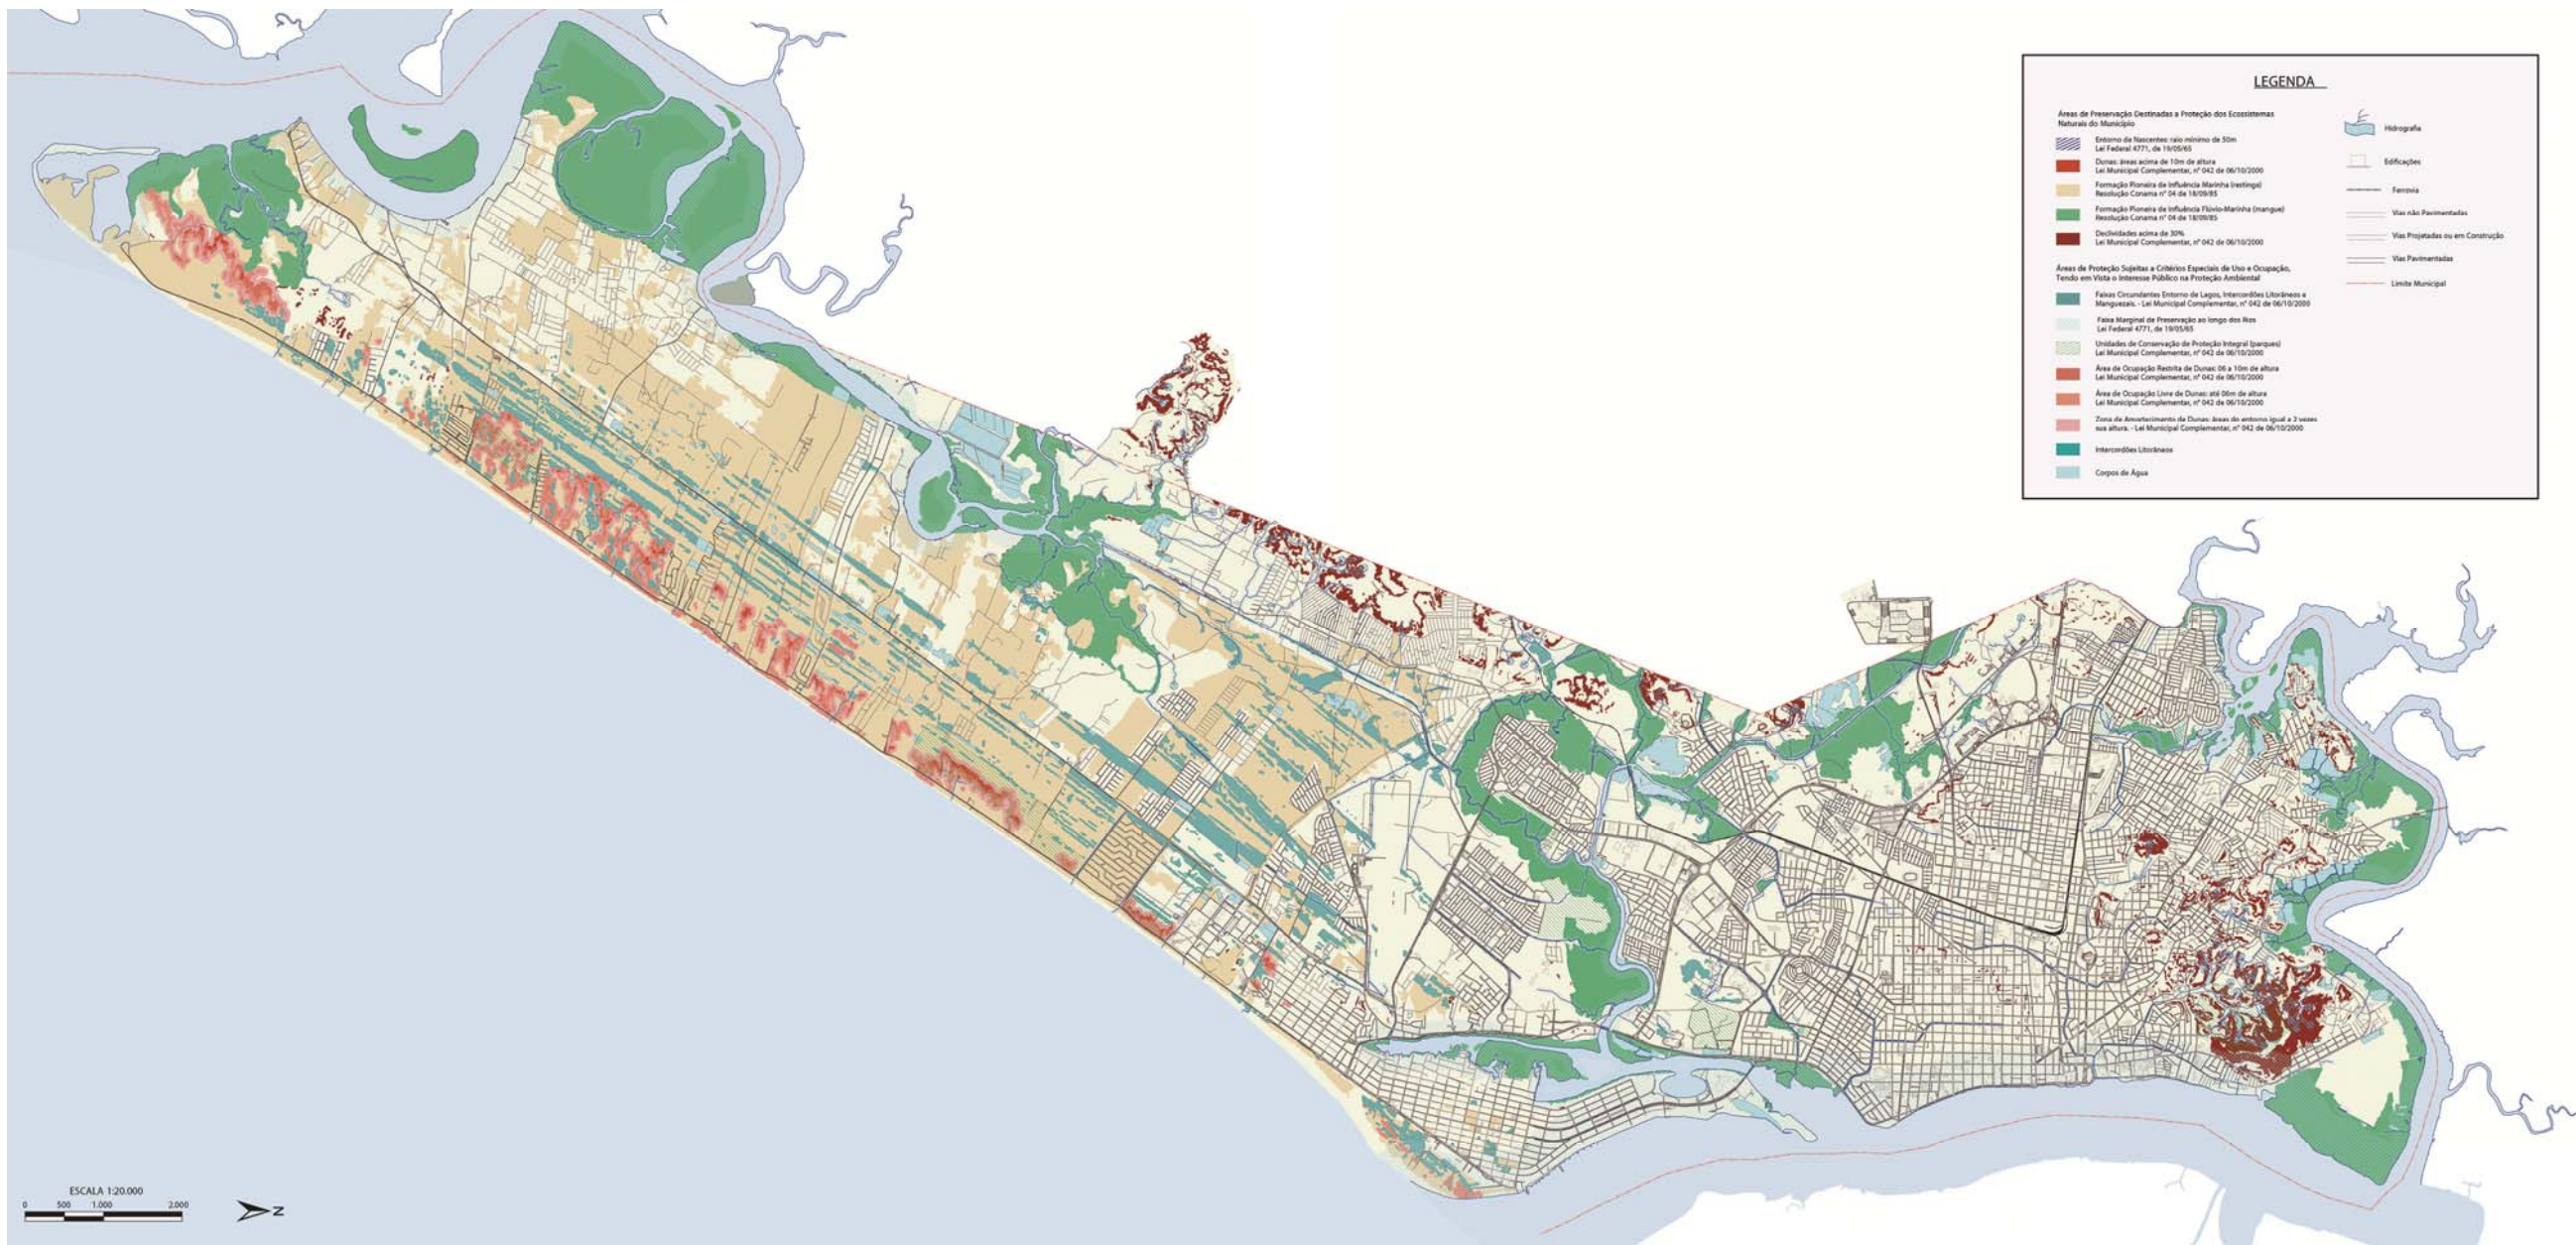 LEGENDA
Áreas de Preservação Destinadas a Proteção dos Ecossistemas
Naturais do Município
Entorno de Nascentes: raio mínimo de 50m
Lei Federal 4771, de 19/05/65
Dunas: áreas acima de 10m de altura
Lei Municipal Complementar, nº 042 de 06/10/2000
Formação Pioneira de Influência Marinha (restinga)
Resolução Conama nº 04 de 18/09/85
Formação Pioneira de Influência Flúvio-Marinha (mangue)
Resolução Conama nº 04 de 18/09/85
Declividades acima de 30%
Lei Municipal Complementar, nº 042 de 06/10/2000
Áreas de Proteção Sujeitas a Critérios Especiais de Uso e Ocupação,
Tendo em Vista o Interesse Público na Proteção Ambiental
Faixas Circundantes Entorno de Lagos, Intercordões Litorâneos e
Manguezais. - Lei Municipal Complementar, nº 042 de 06/10/2000
Faixa Marginal de Preservação ao longo dos Rios
Lei Federal 4771, de 19/05/65
Unidades de Conservação de Proteção Integral (parques)
Lei Municipal Complementar, nº 042 de 06/10/2000
Área de Ocupação Restrita de Dunas: 06 a 10m de altura
Lei Municipal Complementar, nº 042 de 06/10/2000
Área de Ocupação Livre de Dunas: até 06m de altura
Lei Municipal Complementar, nº 042 de 06/10/2000
Zona de Amortecimento de Dunas: áreas do entorno igual a 2 vezes
sua altura. - Lei Municipal Complementar, nº 042 de 06/10/2000
Intercordões Litorâneos
Corpos de Água
Hidrografia
Edificações
Ferrovia
Vias não Pavimentadas
Vias Projetadas ou em Construção
Vias Pavimentadas
Limite Municipal
ESCALA 1:20.000
0 500 1.000 2.000
N